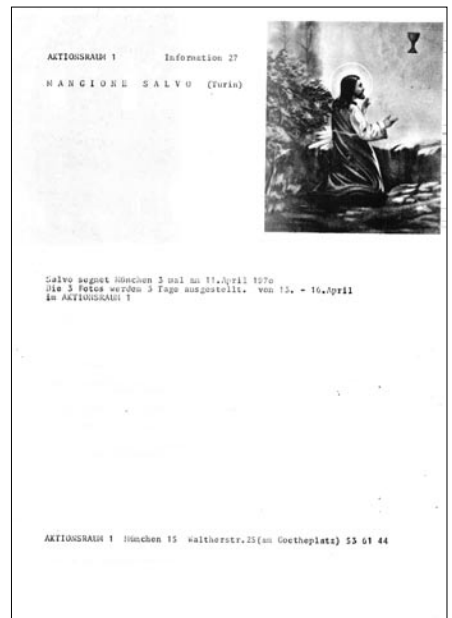 AKTIONSRAUM 1 Information 27
MANGIONE SALVO (Turin)
Salvo segnet München 3 mal am 11.April 1970
Die 3 Fotos werden 3 Tage ausgestellt. von 13. - 16.April
im AKTIONSRAUM 1
AKTIONSRAUM 1 München 15 Waltherstr.25(am Goetheplatz) 53 61 44